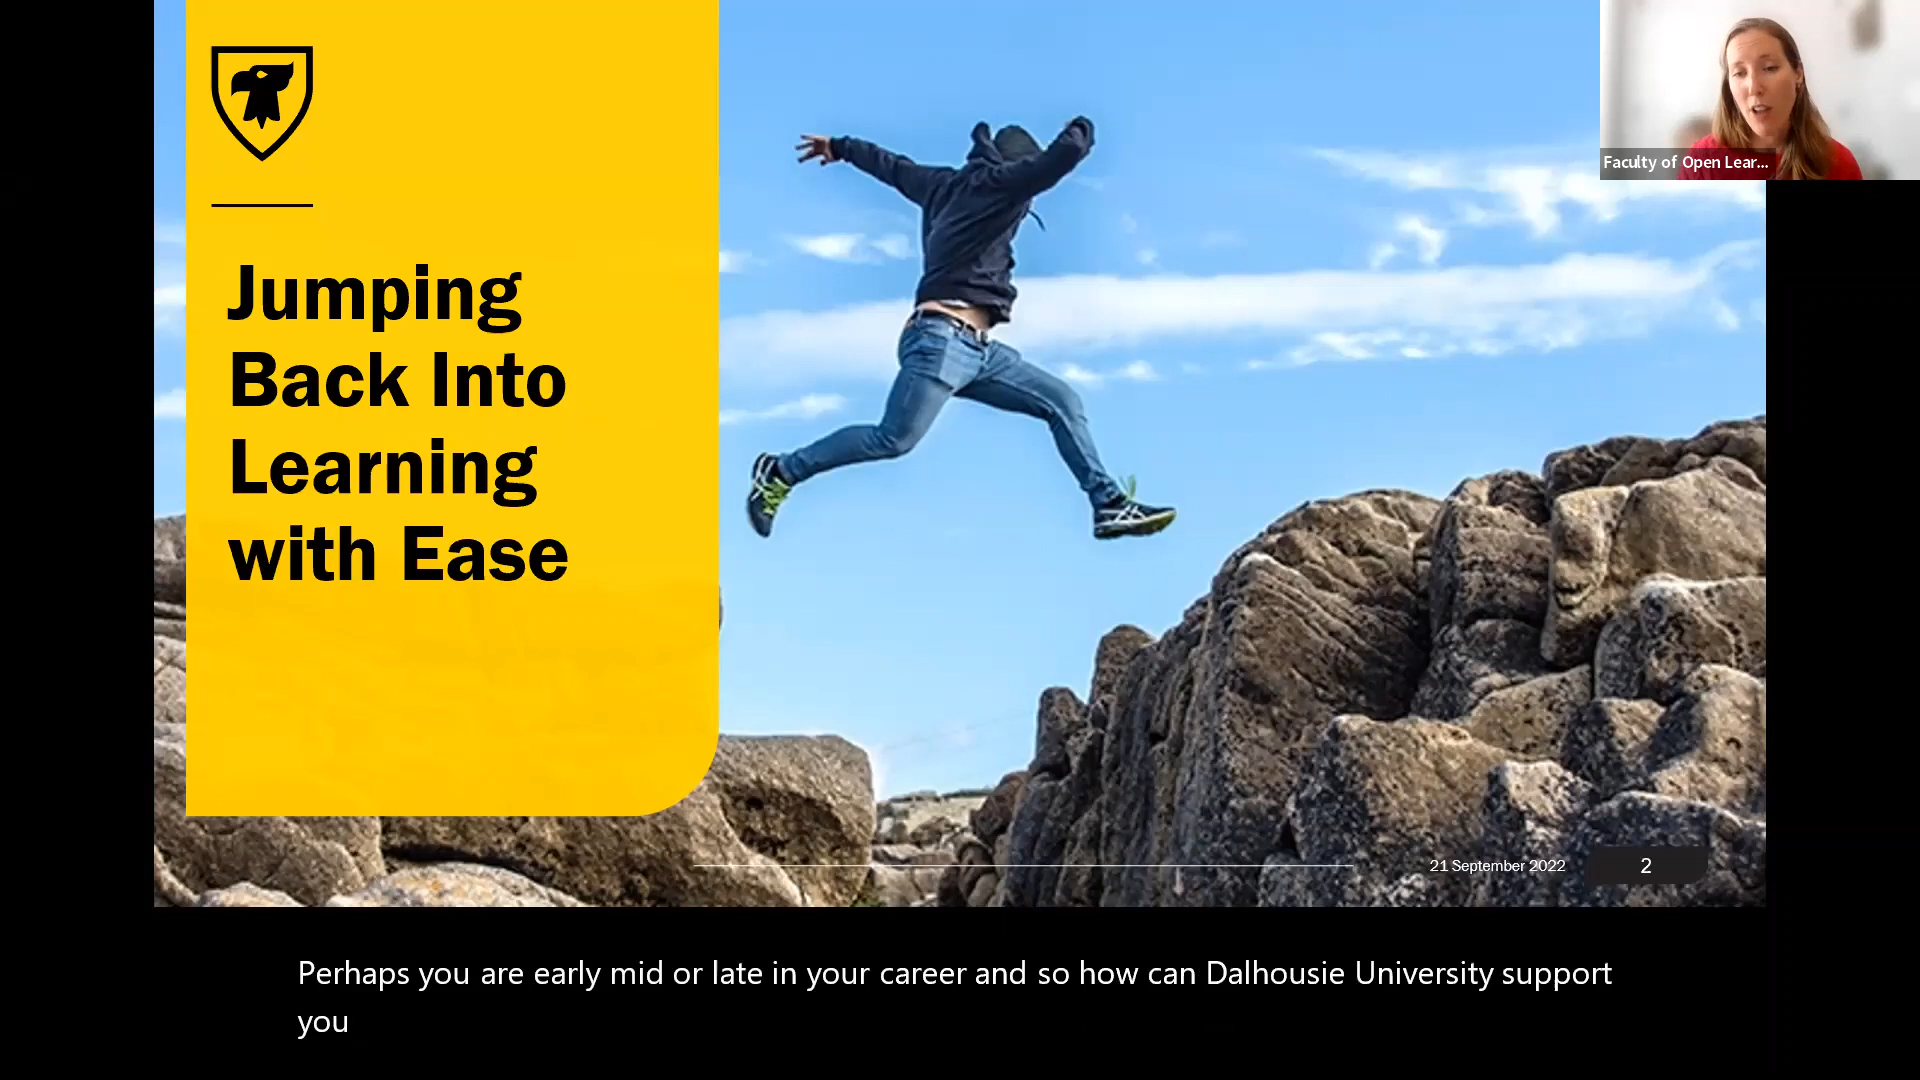 Faculty of Open Lear...
Jumping
Back Into
Learning
with Ease
21 September 2022
2
Perhaps you are early mid or late in your career and so how can Dalhousie University support
you